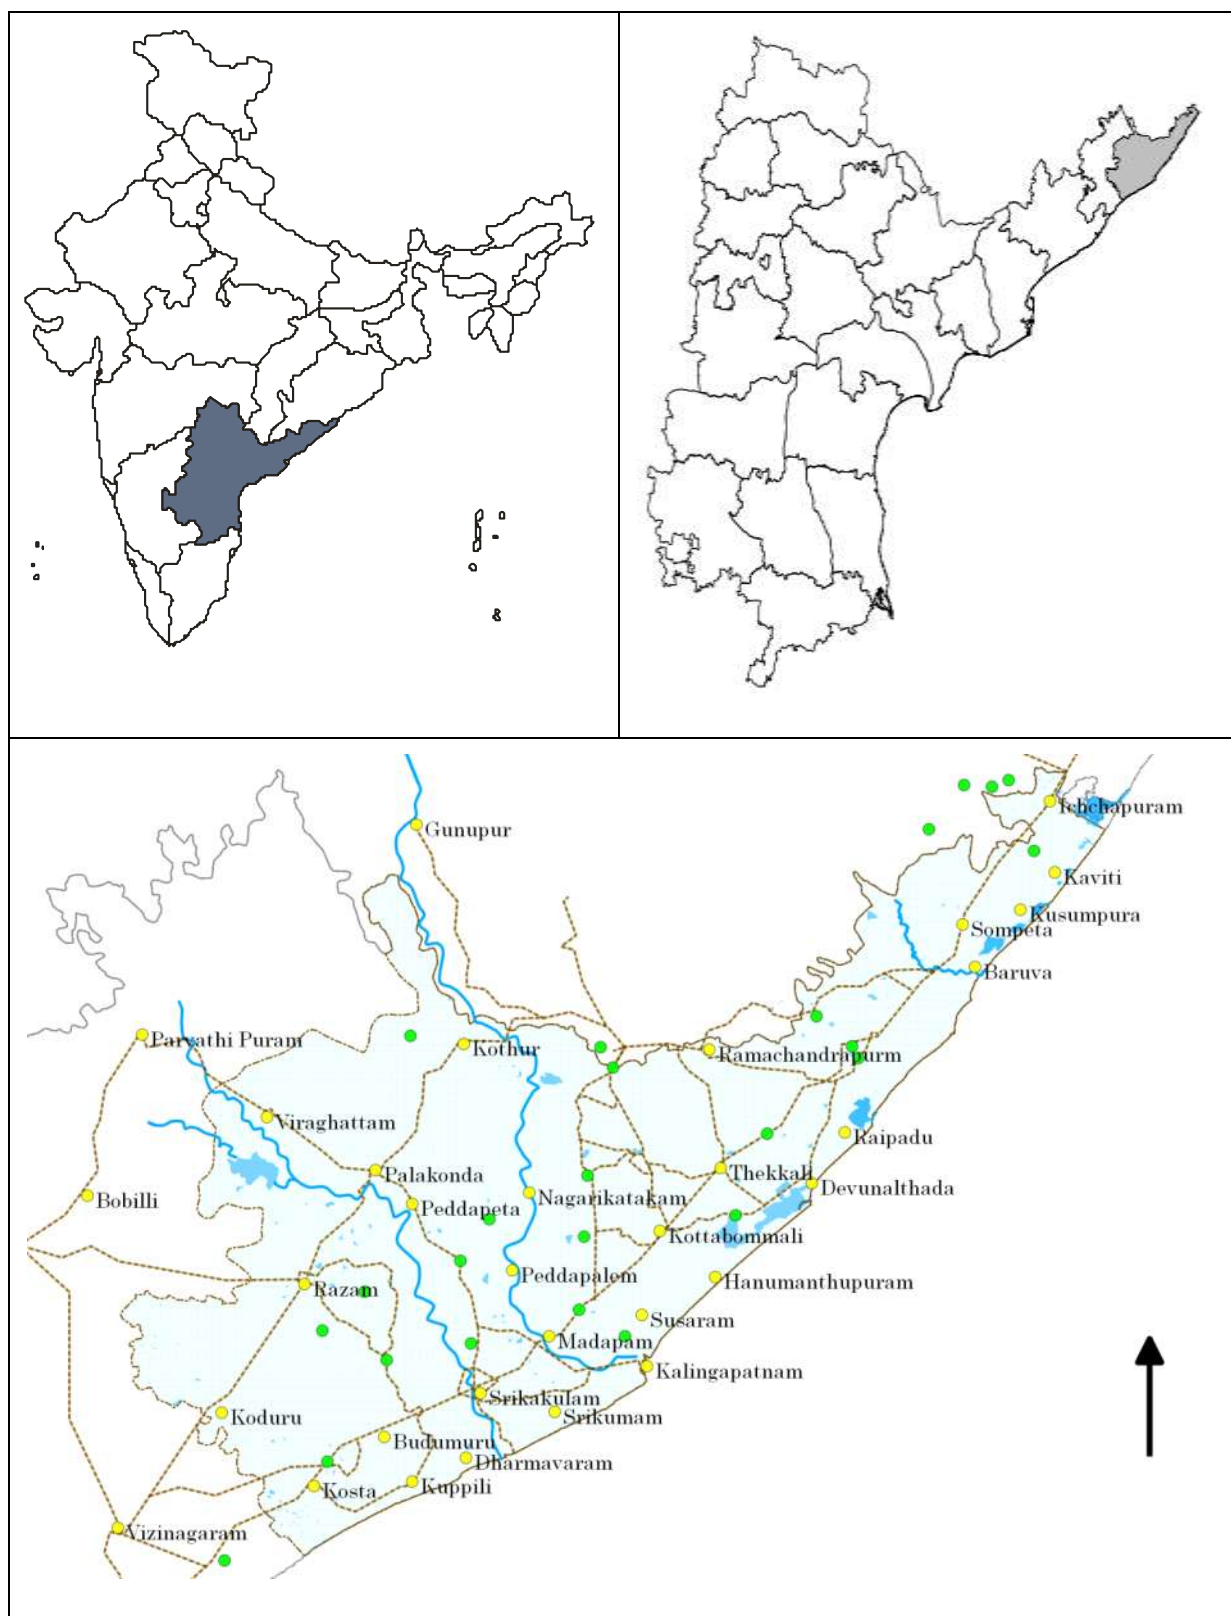 Ichchapuram
Gunupur
Kaviti
Kusumpura
Sompeta
Baruva
Parvathi Puram
Kothur
Ramachandrapurm
Viraghattam
Raipadu
Palakonda
Thekkali
Devunalthada
Bobilli
Peddapeta
Nagarikatakam
Kottabommali
Peddapalem
Hanumanthupuram
Razam
Susaram
Madapam
Kalingapatnam
Srikakulam
Koduru
Srikumam
Budumuru
Dharmavaram
Kosta
Kuppili
Vizinagaram